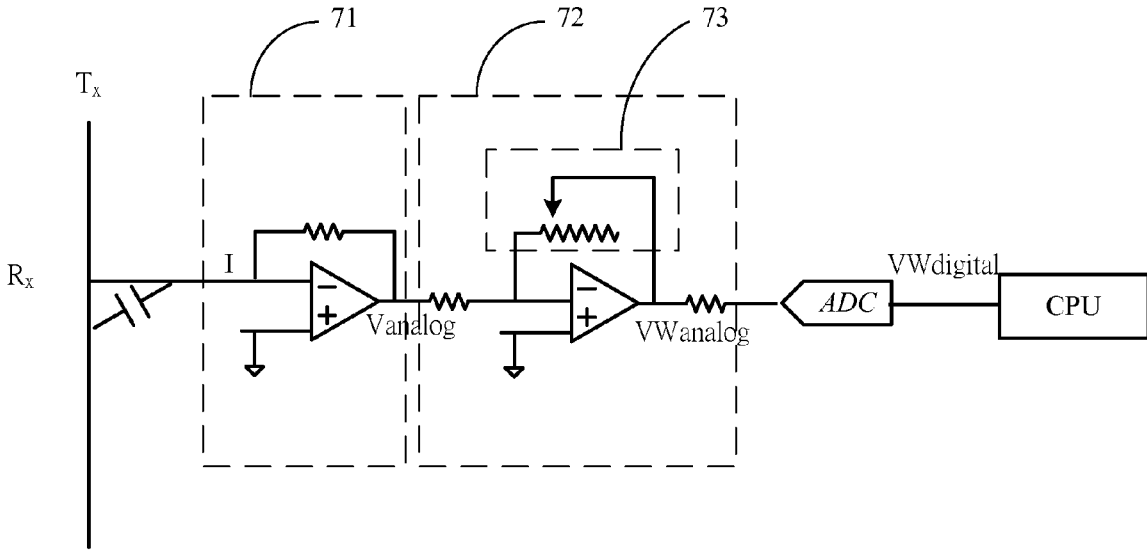 71
72
73
Tx
Rx
I
−
+
Vanalog
−
+
VWanalog
ADC
VWdigital
CPU